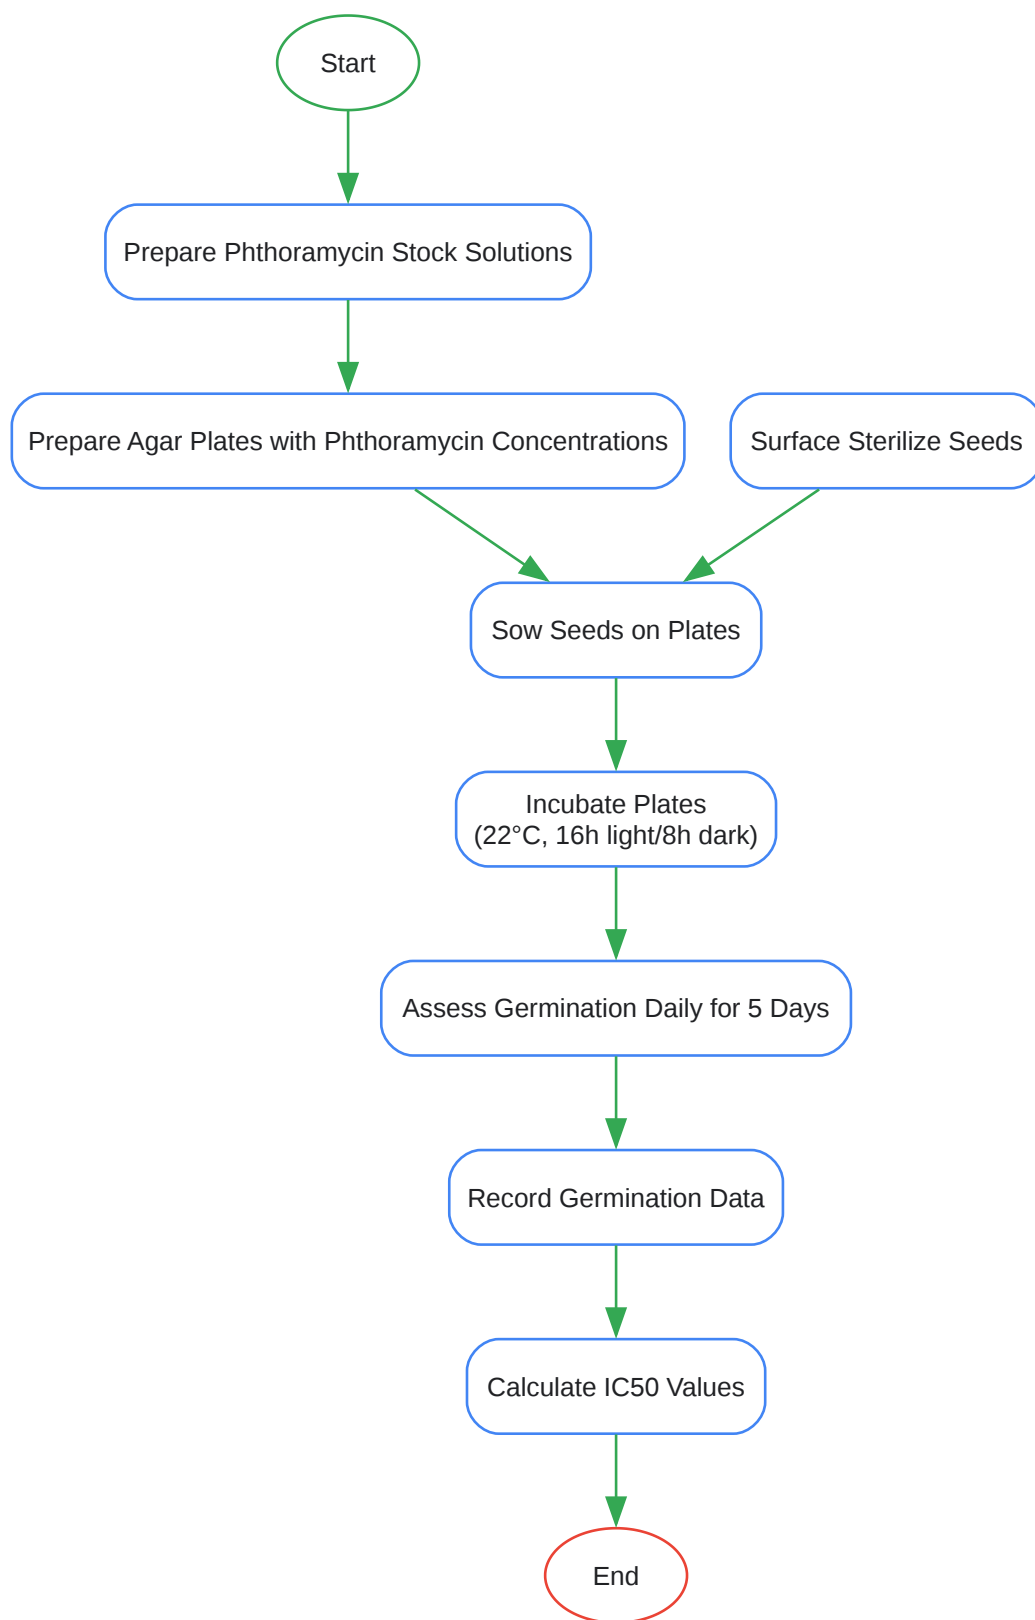 Start
Prepare Phthoramycin Stock Solutions
Prepare Agar Plates with Phthoramycin Concentrations
Surface Sterilize Seeds
Sow Seeds on Plates
Incubate Plates
(22°C, 16h light/8h dark)
Assess Germination Daily for 5 Days
Record Germination Data
Calculate IC50 Values
End